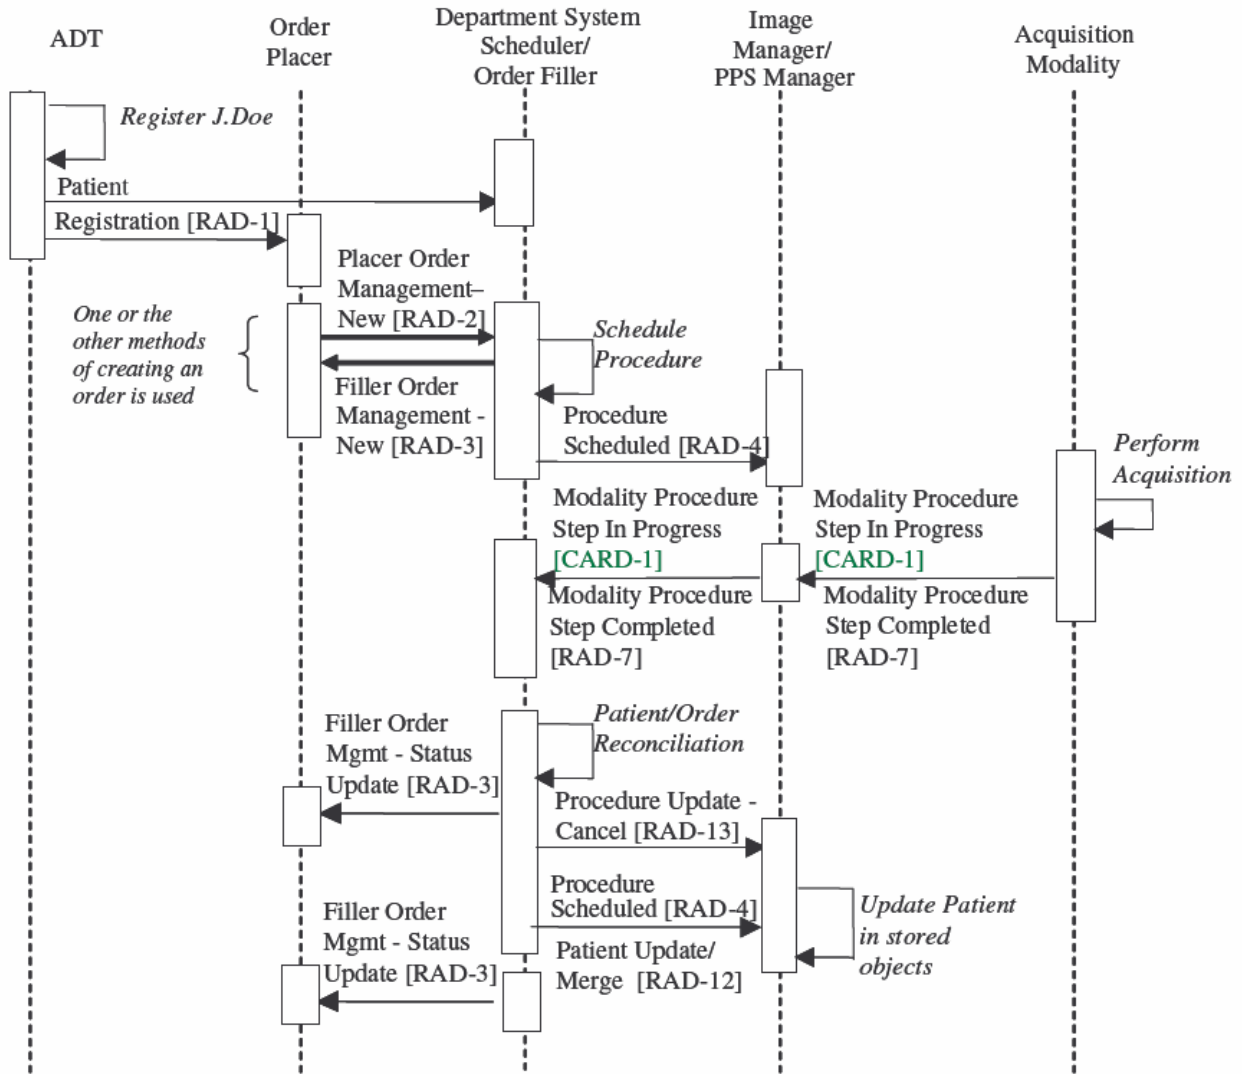 ADT
Order
Placer
Department System
Scheduler/
Order Filler
Image
Manager/
PPS Manager
Acquisition
Modality
Register J.Doe
Patient
Registration [RAD-1]
Placer Order
Management–
New [RAD-2]
One or the
other methods
of creating an
order is used
Schedule
Procedure
Filler Order
Management -
New [RAD-3]
Procedure
Scheduled [RAD-4]
Perform
Acquisition
Modality Procedure
Step In Progress
[CARD-1]
Modality Procedure
Step Completed
[RAD-7]
Modality Procedure
Step In Progress
[CARD-1]
Modality Procedure
Step Completed
[RAD-7]
Patient/Order
Reconciliation
Filler Order
Mgmt - Status
Update [RAD-3]
Procedure Update -
Cancel [RAD-13]
Procedure
Scheduled [RAD-4]
Update Patient
in stored
objects
Filler Order
Mgmt - Status
Update [RAD-3]
Patient Update/
Merge [RAD-12]